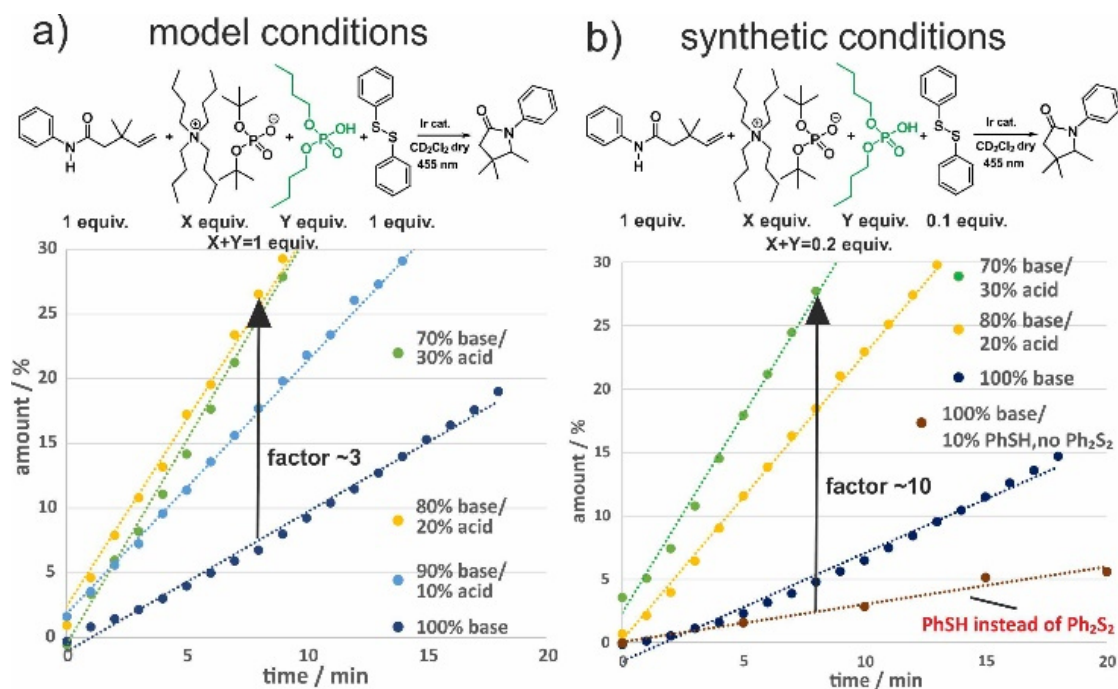 a) model conditions
O
N
H
+
N
⊕
+
O
P
O
⊖
O
O
+
O
P
OH
O
O
+
S
S
Ir cat.
CD2Cl2 dry
455 nm
O
N
1 equiv.
X equiv.
Y equiv.
1 equiv.
X+Y=1 equiv.
amount / %
30
25
20
15
10
5
0
0
5
10
15
20
time / min
factor ~3
70% base/
30% acid
80% base/
20% acid
90% base/
10% acid
100% base
b) synthetic conditions
O
N
H
+
N
⊕
+
O
P
O
⊖
O
O
+
O
P
OH
O
O
+
S
S
Ir cat.
CD2Cl2 dry
455 nm
O
N
1 equiv.
X equiv.
Y equiv.
0.1 equiv.
X+Y=0.2 equiv.
amount / %
30
25
20
15
10
5
0
0
5
10
15
20
time / min
factor ~10
70% base/
30% acid
80% base/
20% acid
100% base
100% base/
10% PhSH,no Ph2S2
PhSH instead of Ph2S2